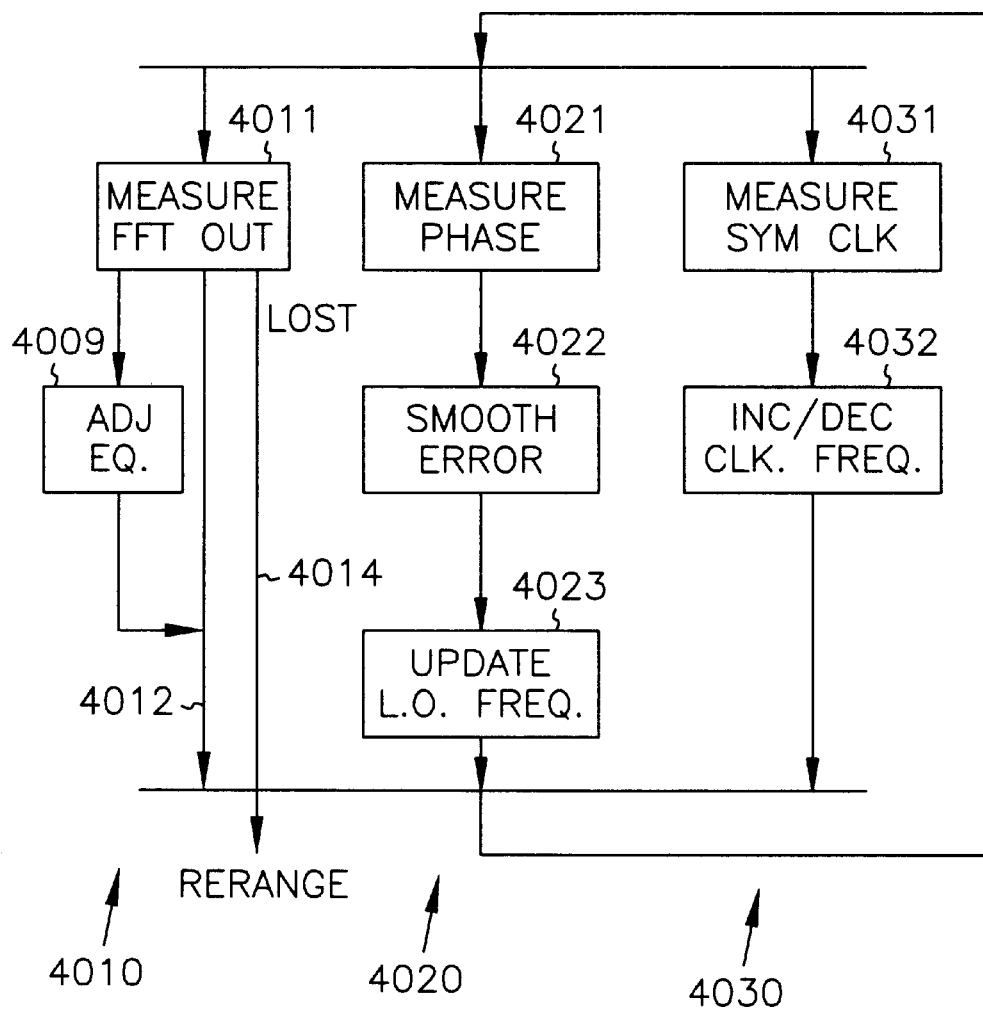 4011
4021
4031
MEASURE
FFT OUT
MEASURE
PHASE
MEASURE
SYM CLK
LOST
4009
4022
4032
ADJ
EQ.
SMOOTH
ERROR
INC/DEC
CLK. FREQ.
4014
4023
4012
UPDATE
L.O. FREQ.
RERANGE
4010
4020
4030